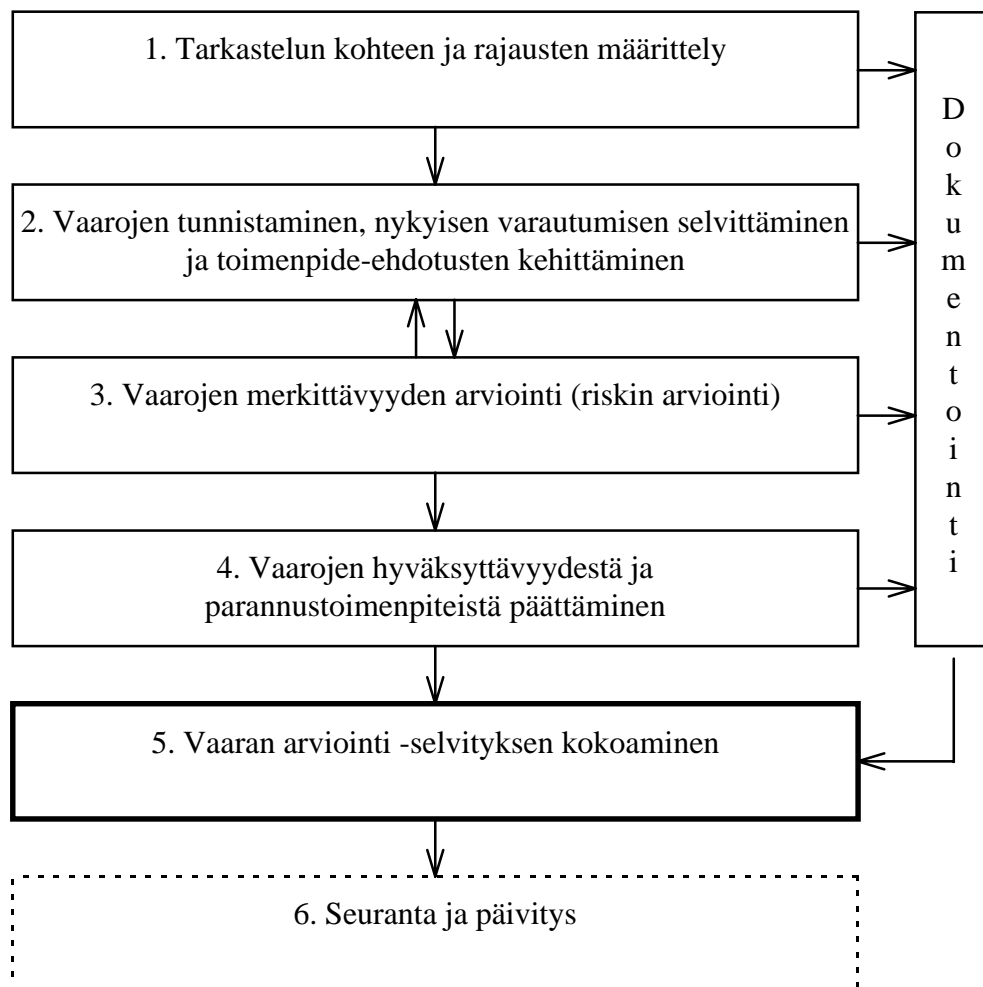 1. Tarkastelun kohteen ja rajausten määrittely
2. Vaarojen tunnistaminen, nykyisen varautumisen selvittäminen
ja toimenpide-ehdotusten kehittäminen
3. Vaarojen merkittävyyden arviointi (riskin arviointi)
4. Vaarojen hyväksyttävyydestä ja
parannustoimenpiteistä päättäminen
5. Vaaran arviointi -selvityksen kokoaminen
6. Seuranta ja päivitys
D
o
k
u
m
e
n
t
o
i
n
t
i